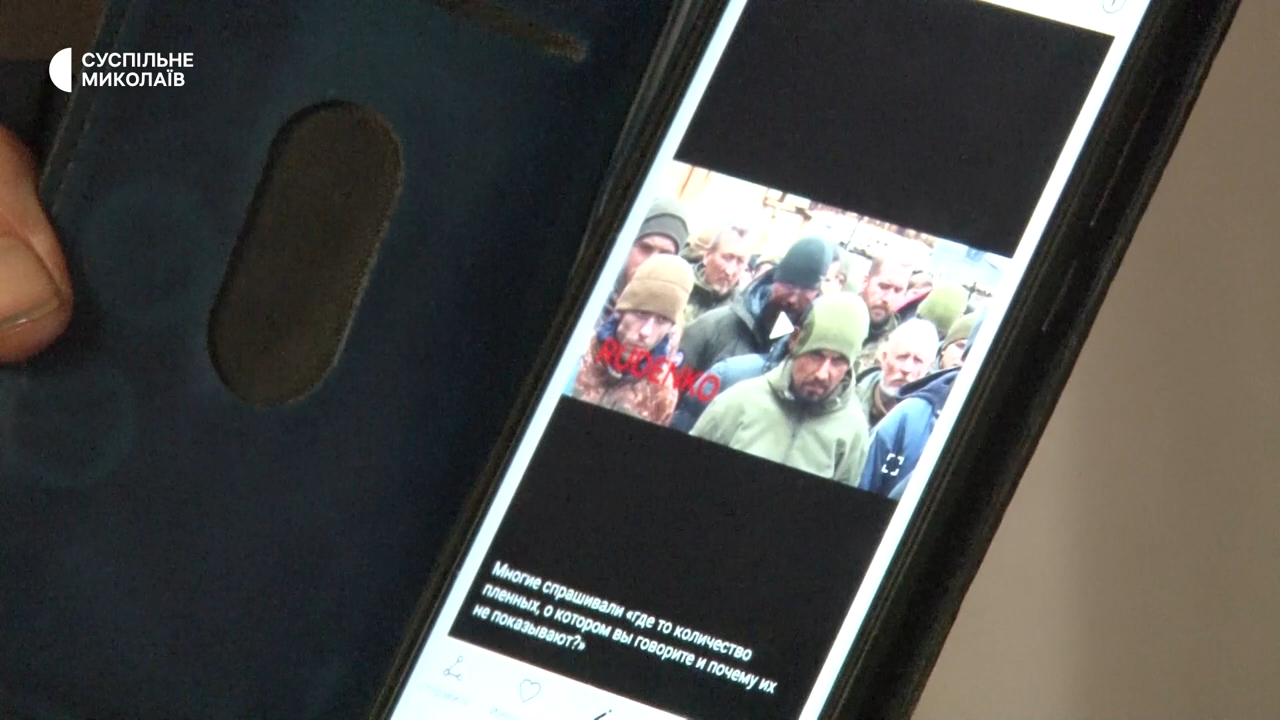 СУСПІЛЬНЕ
МИКОЛАЇВ
RUDENKO
Многие спрашивали «где то количество
пленных, о котором вы говорите и почему их
не показывают?»